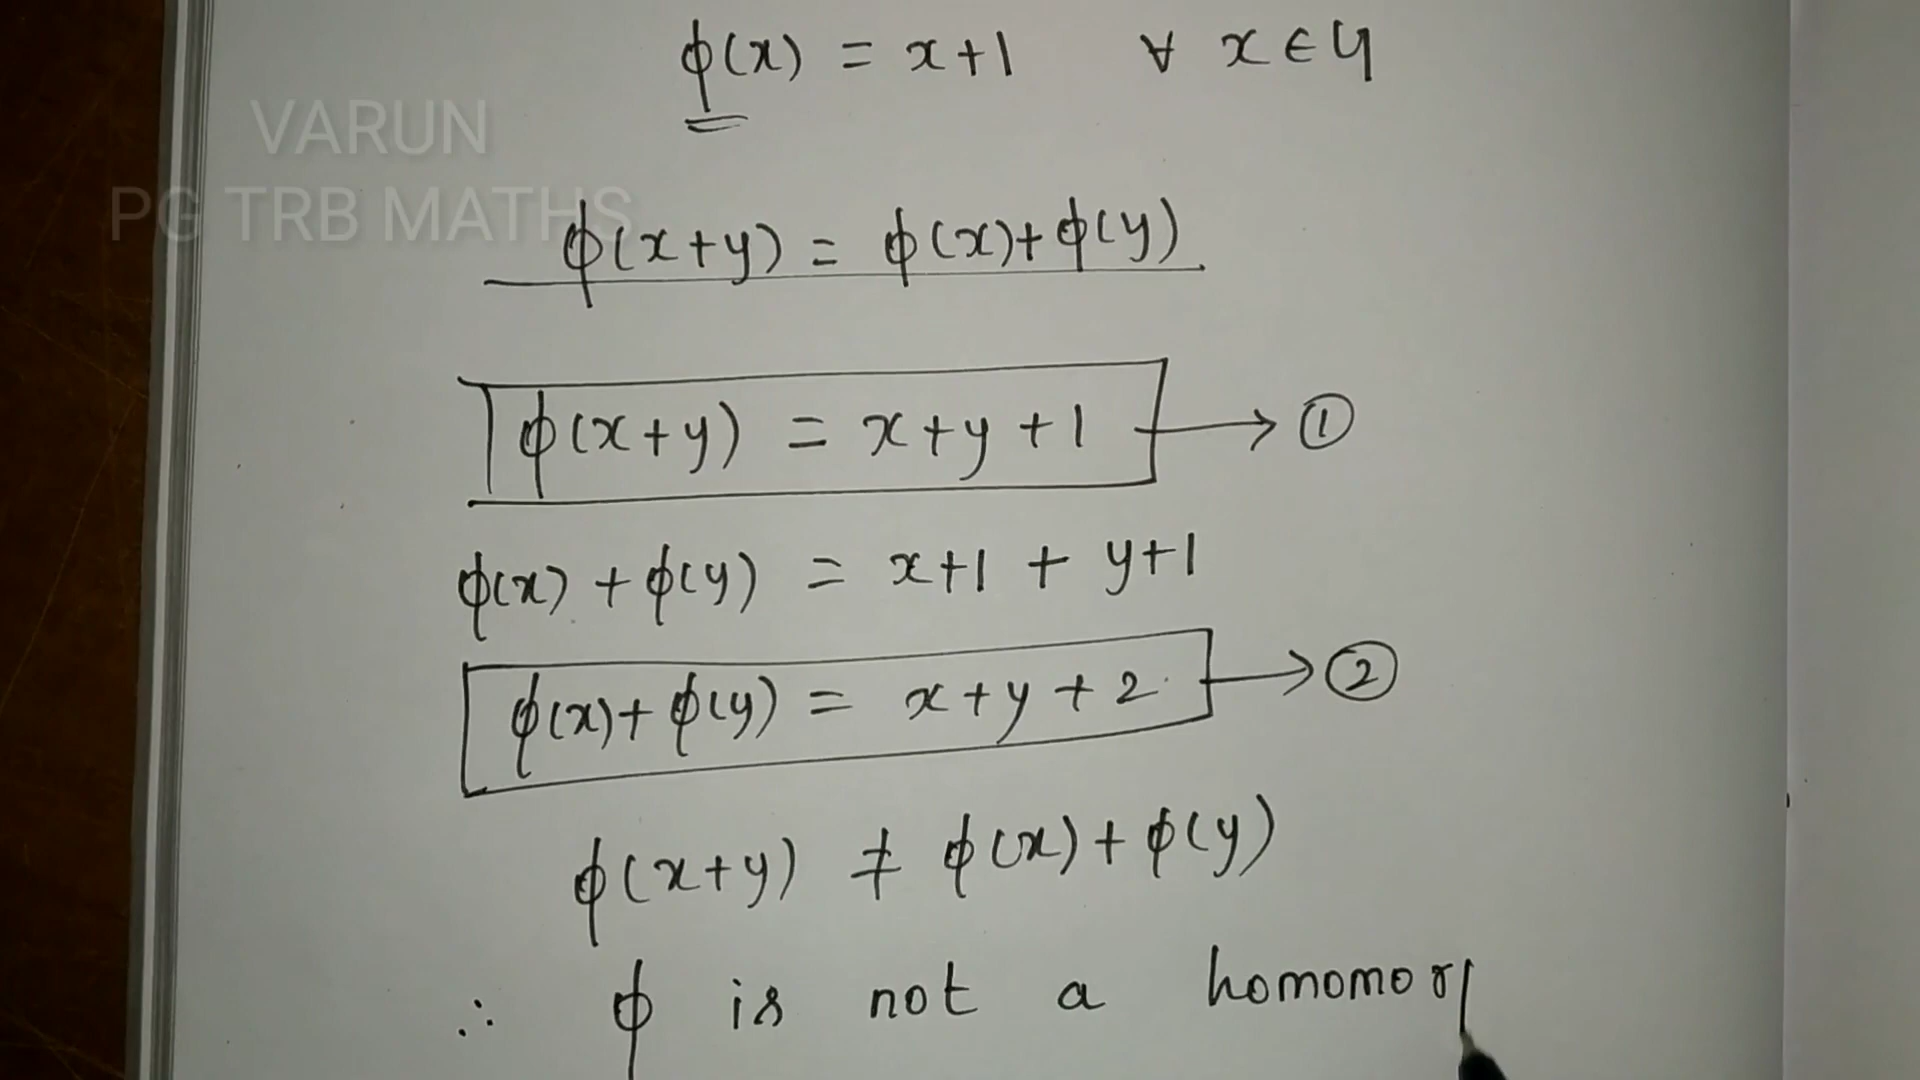 ϕ(x) = x+1 ∀ x ∈ G
VARUN
PG TRB MATHS
ϕ(x+y) = ϕ(x)+ϕ(y)
ϕ(x+y) = x+y+1 → ①
ϕ(x) + ϕ(y) = x+1 + y+1
ϕ(x)+ϕ(y) = x+y+2 → ②
ϕ(x+y) ≠ ϕ(x)+ϕ(y)
∴ ϕ is not a homomor